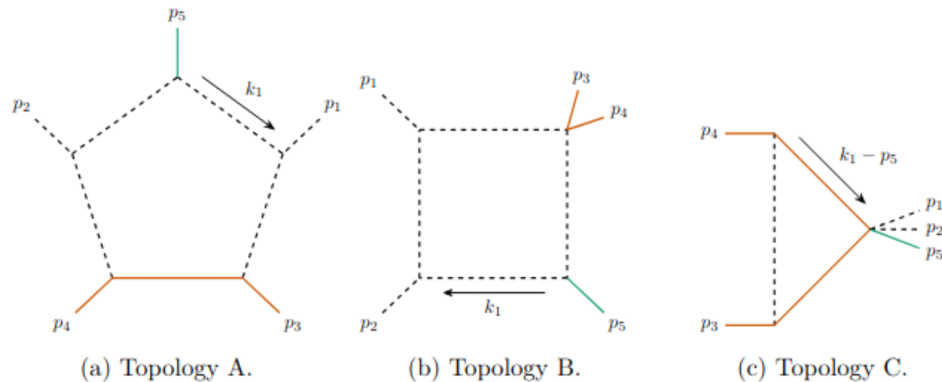 p5
k1
p2
p1
p4
p3
(a) Topology A.
p1
p3
p4
k1
p2
p5
(b) Topology B.
p4
k1 − p5
p1
p2
p5
p3
(c) Topology C.